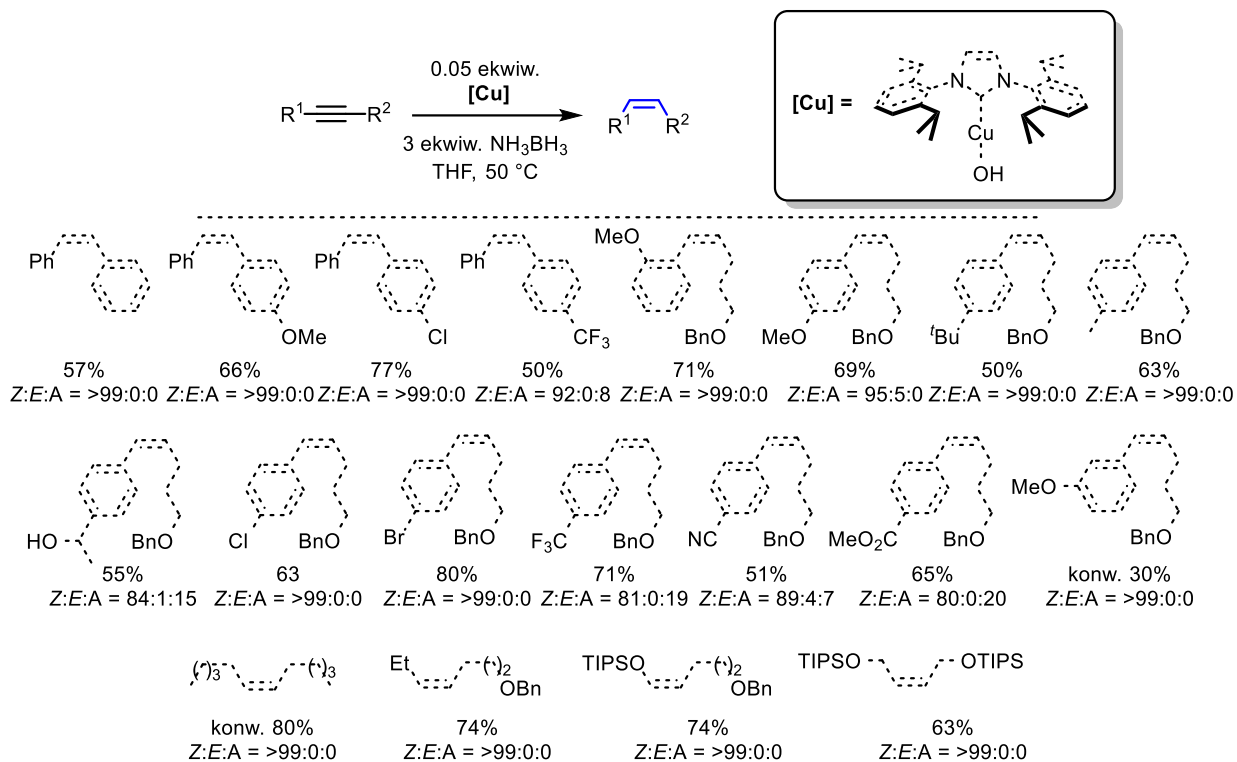 0.05 ekwiw.
[Cu]
R¹ R² R¹ R²
3 ekwiw. NH₃BH₃
THF, 50 °C
[Cu] =
N N
Cu
OH
MeO
Ph Ph Ph Ph
OMe Cl CF₃ BnO MeO BnO ᵗBu BnO BnO
57% 66% 77% 50% 71% 69% 50% 63%
Z:E:A = >99:0:0 Z:E:A = >99:0:0 Z:E:A = >99:0:0 Z:E:A = 92:0:8 Z:E:A = >99:0:0 Z:E:A = 95:5:0 Z:E:A = >99:0:0 Z:E:A = >99:0:0
MeO
HO BnO Cl BnO Br BnO F₃C BnO NC BnO MeO₂C BnO BnO
55% 63 80% 71% 51% 65% konw. 30%
Z:E:A = 84:1:15 Z:E:A = >99:0:0 Z:E:A = >99:0:0 Z:E:A = 81:0:19 Z:E:A = 89:4:7 Z:E:A = 80:0:20 Z:E:A = >99:0:0
( )₃ ( )₃ Et ( )₂ TIPSO ( )₂ TIPSO OTIPS
OBn OBn
konw. 80% 74% 74% 63%
Z:E:A = >99:0:0 Z:E:A = >99:0:0 Z:E:A = >99:0:0 Z:E:A = >99:0:0